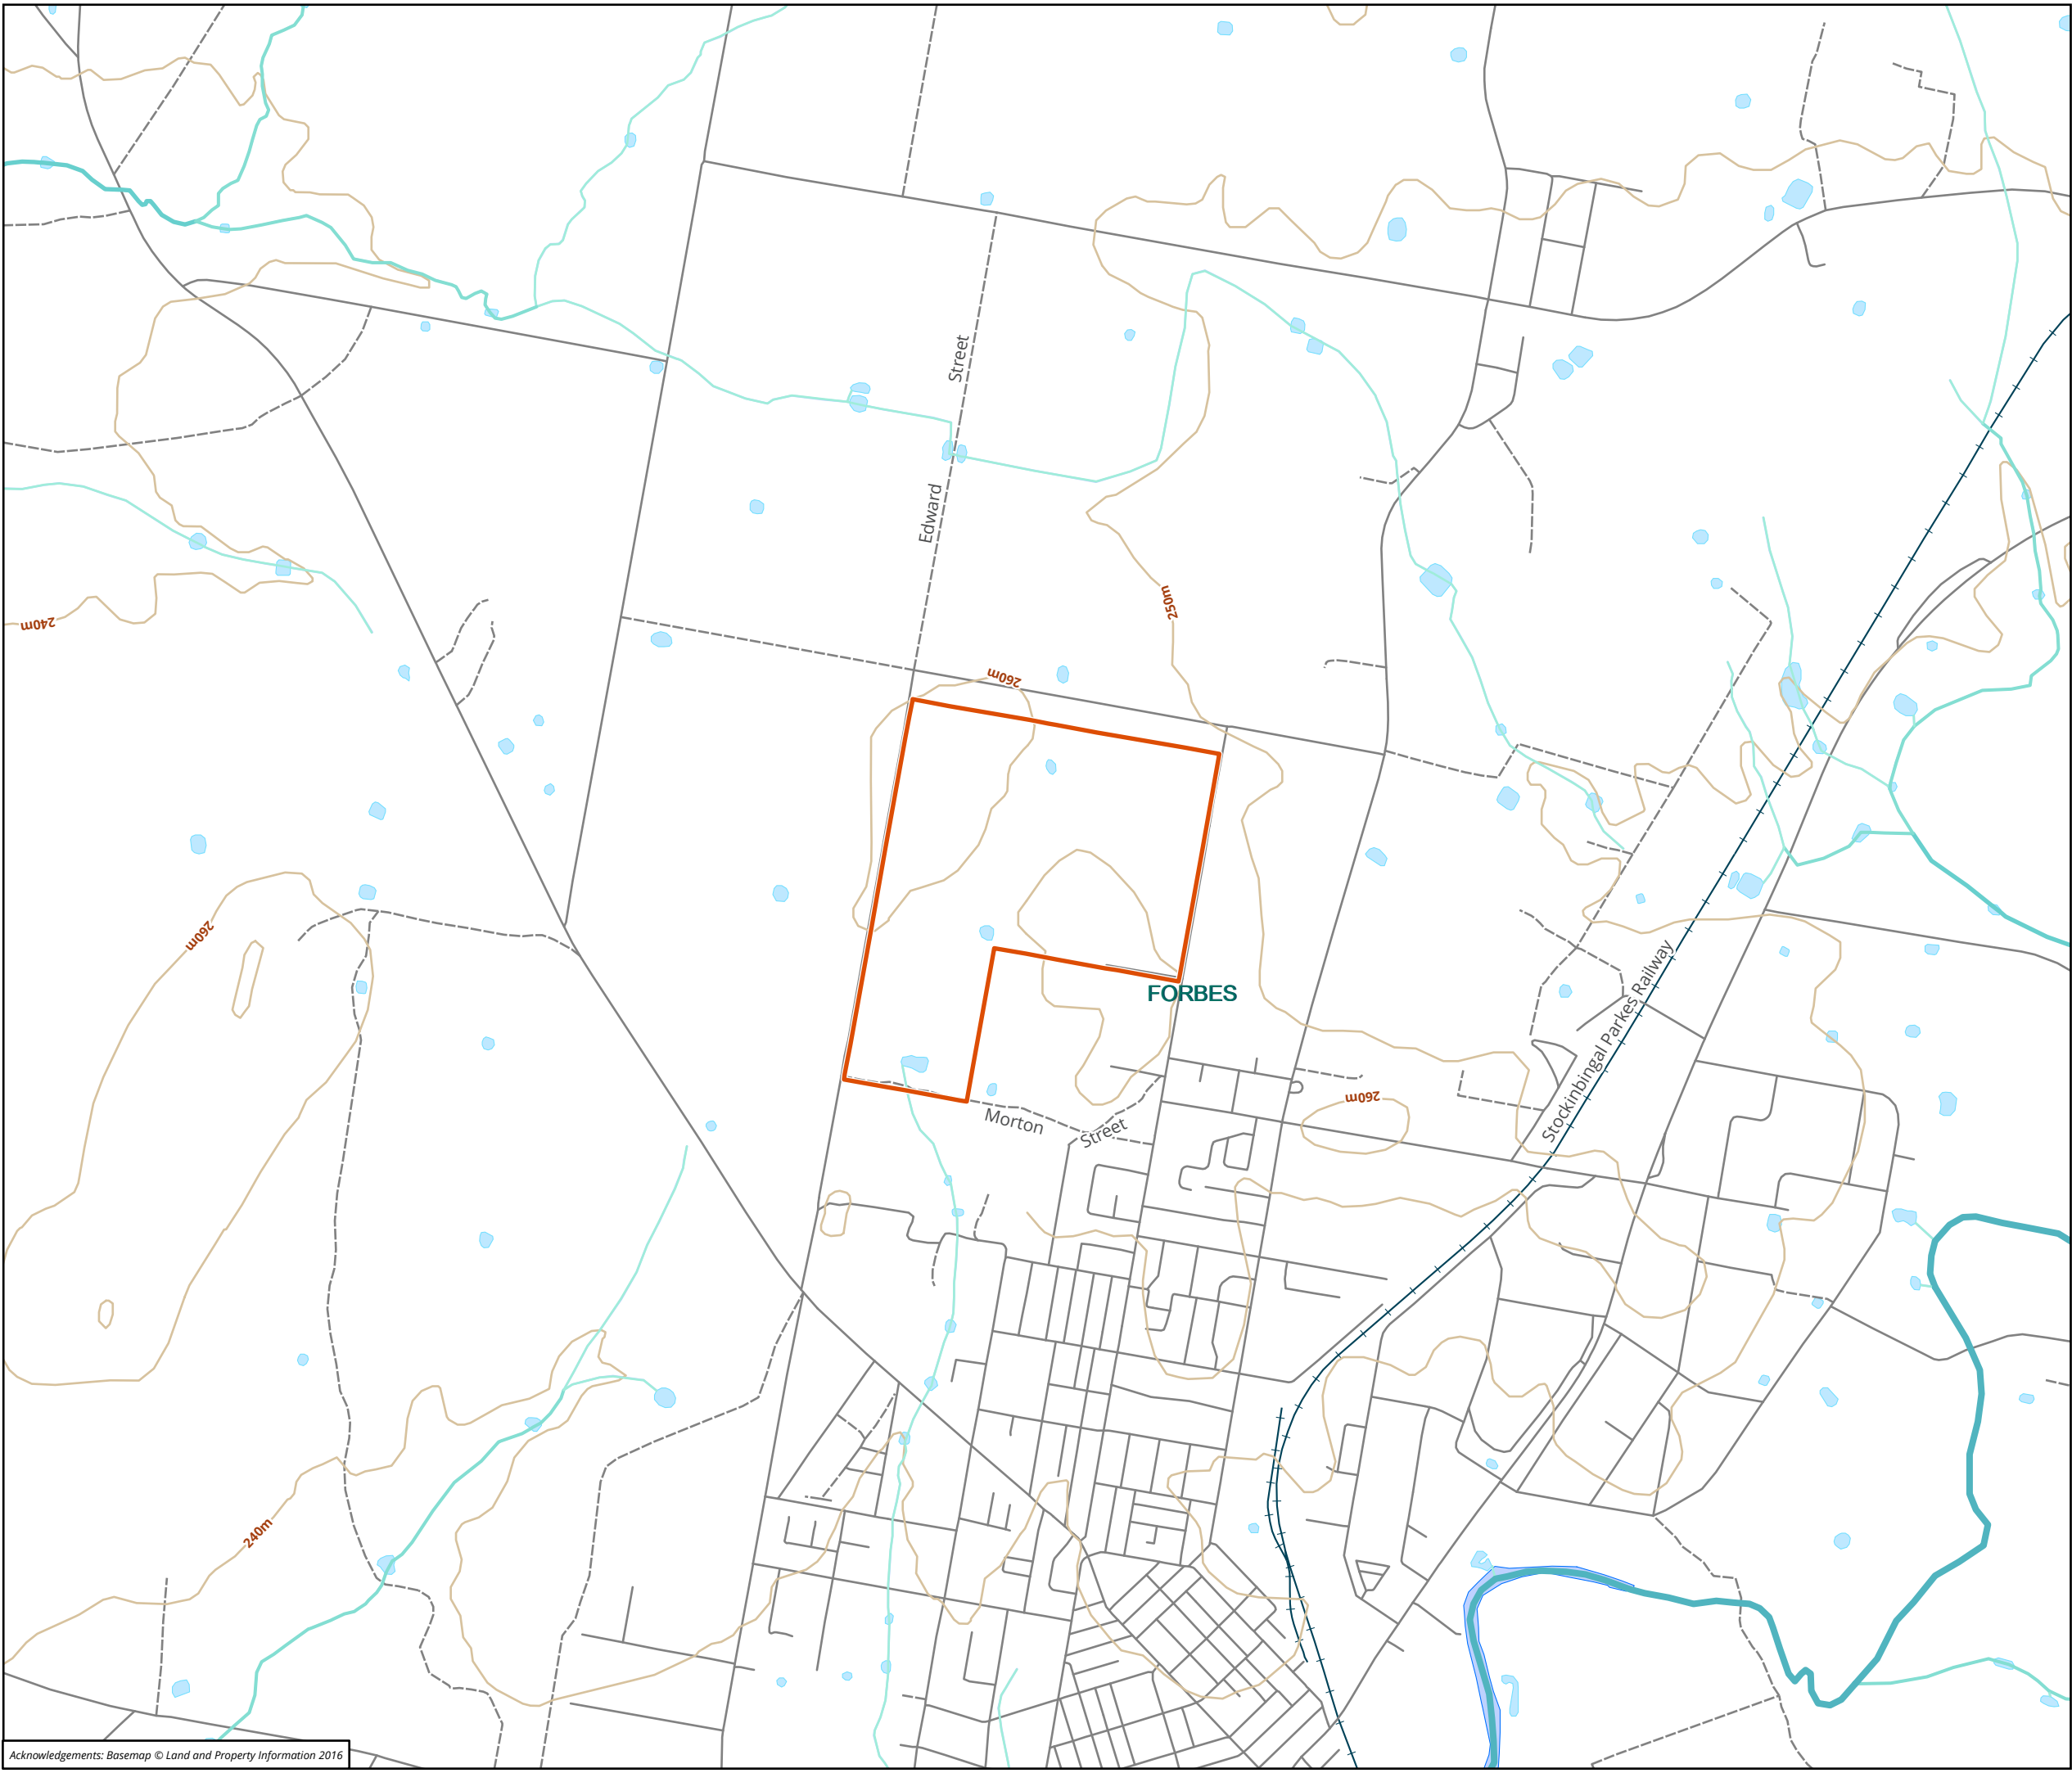 Street
Edward
250m
240m
260m
260m
FORBES
Stockinbingal Parkes Railway
260m
Morton
Street
240m
Acknowledgements: Basemap © Land and Property Information 2016